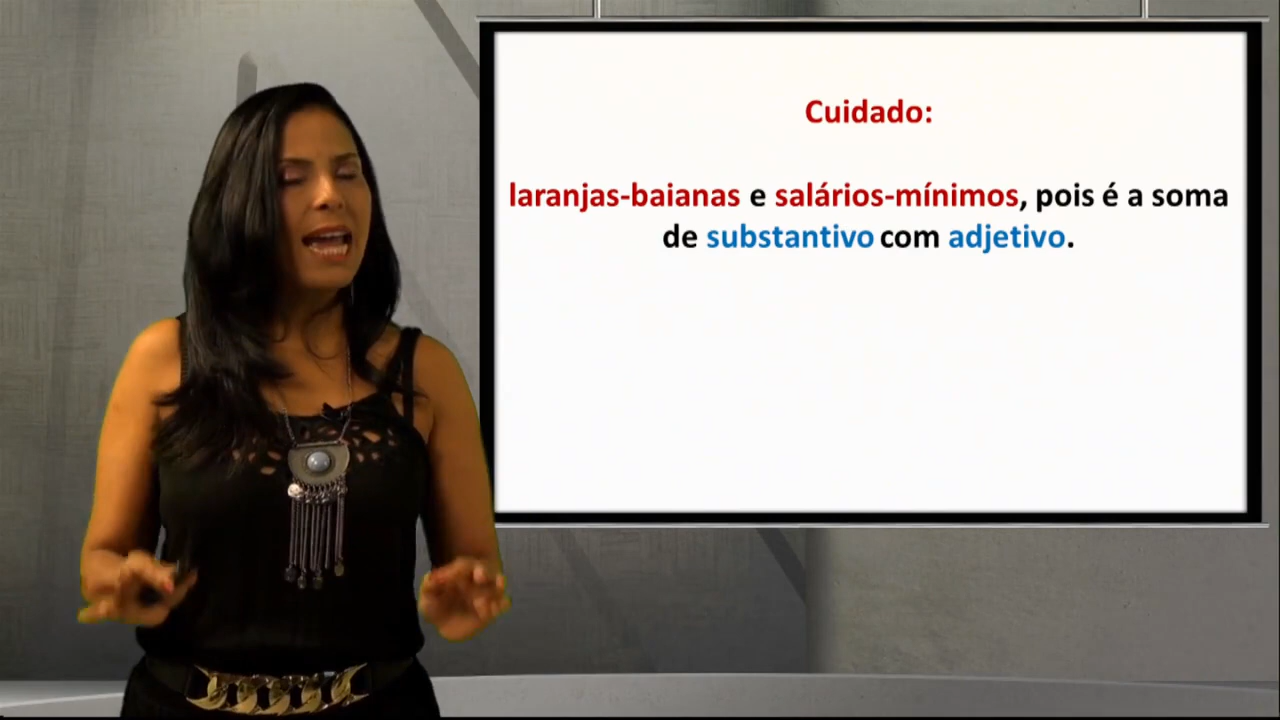 Cuidado:
laranjas-baianas e salários-mínimos, pois é a soma
de substantivo com adjetivo.